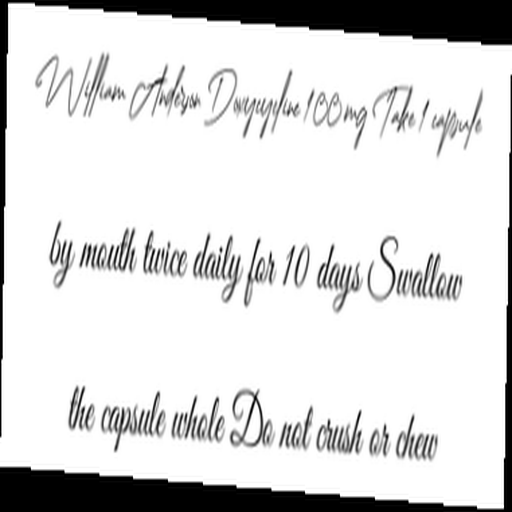 William Anderson Doxycycline 100 mg Take 1 capsule
by mouth twice daily for 10 days Swallow
the capsule whole Do not crush or chew